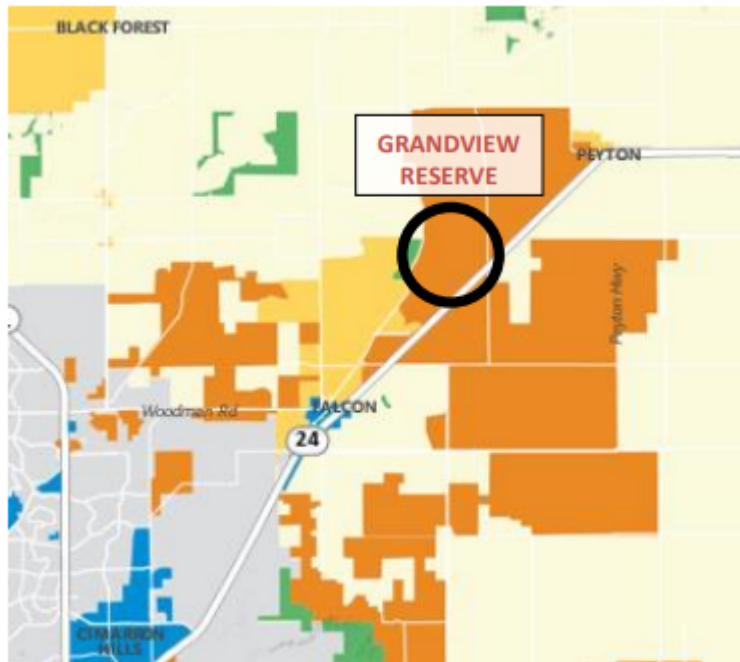 BLACK FOREST
GRANDVIEW
RESERVE
PEYTON
Peyton Hwy
Woodmen Rd
FALCON
24
CIMARRON
HILLS